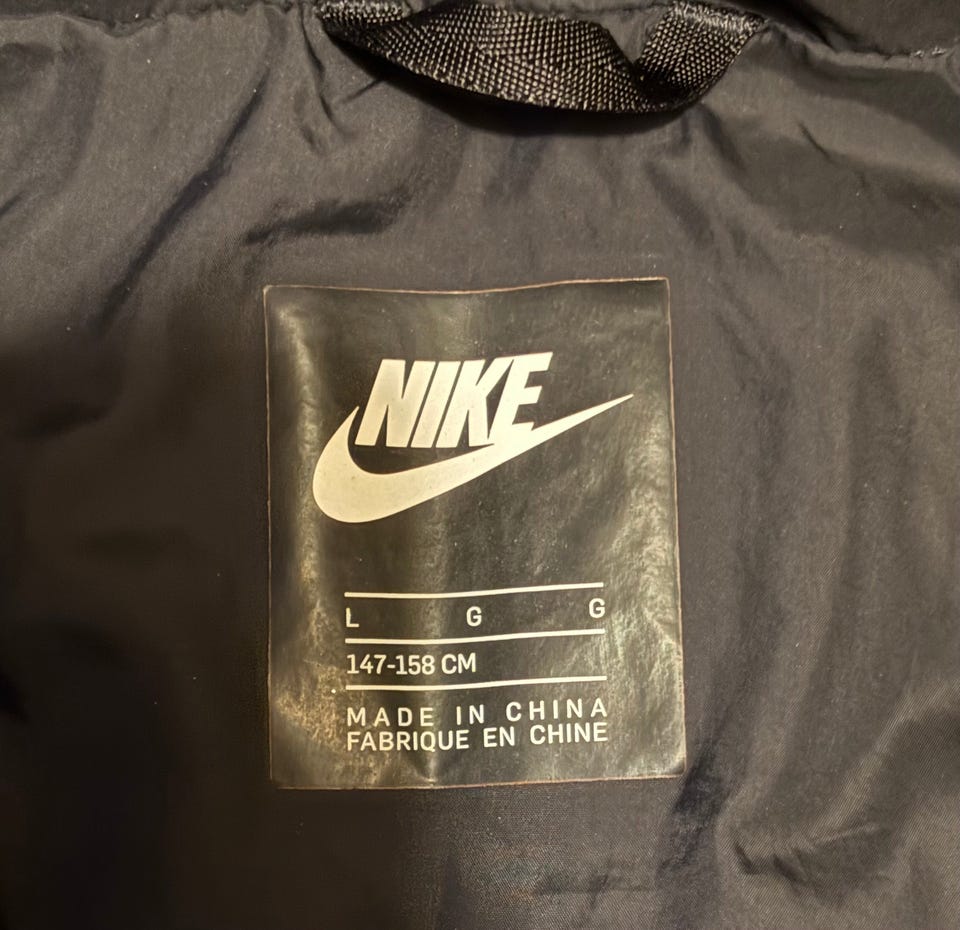 NIKE
L G G
147-158 CM
MADE IN CHINA
FABRIQUE EN CHINE